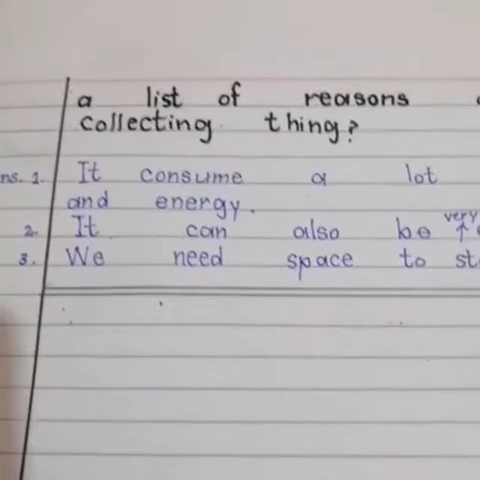 a list of reasons
collecting thing?
ns. 1. It consume a lot
and energy.
2. It can also be very
3. We need space to st